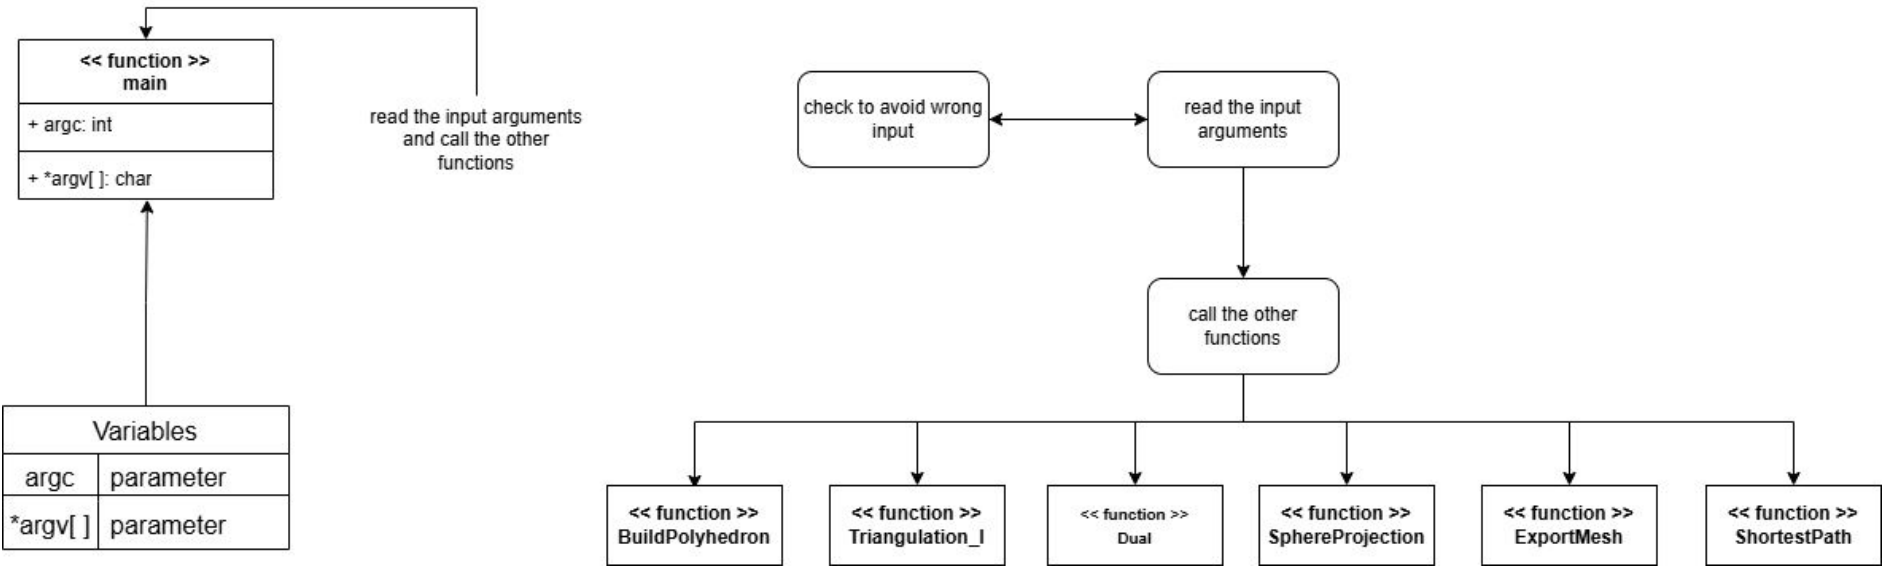 << function >>
main
+ argc: int
+ *argv[ ]: char
read the input arguments
and call the other
functions
Variables
argc parameter
*argv[ ] parameter
check to avoid wrong
input
read the input
arguments
call the other
functions
<< function >>
BuildPolyhedron
<< function >>
Triangulation_I
<< function >>
Dual
<< function >>
SphereProjection
<< function >>
ExportMesh
<< function >>
ShortestPath